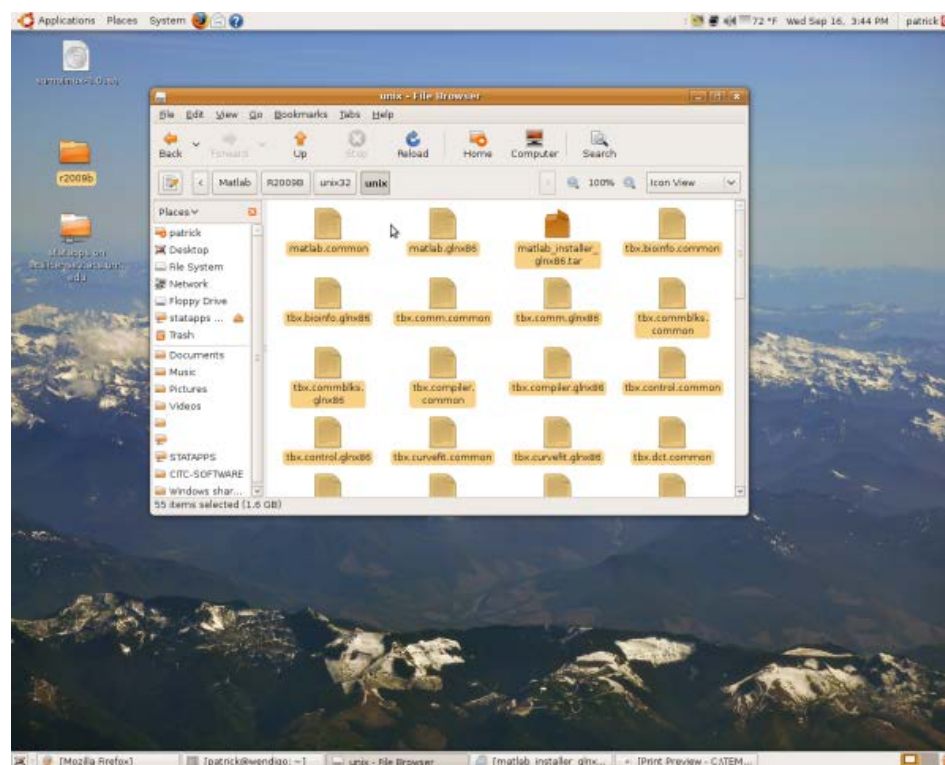 Applications Places System
72 °F Wed Sep 16, 3:44 PM patrick
r2009b
unix - File Browser
File Edit View Go Bookmarks Tabs Help
Back Forward Up Stop Reload Home Computer Search
Matlab R2009B unix32 unix
100% Icon View
Places
patrick
Desktop
File System
Network
Floppy Drive
statapps ...
Trash
Documents
Music
Pictures
Videos
STATAPPS
CITC-SOFTWARE
Windows shar...
matlab.common
matlab.glnx86
matlab_installer_
glnx86.tar
tbx.bioinfo.common
tbx.bioinfo.glnx86
tbx.comm.common
tbx.comm.glnx86
tbx.commblks.
common
tbx.commblks.
glnx86
tbx.compiler.
common
tbx.compiler.glnx86
tbx.control.common
tbx.control.glnx86
tbx.curvefit.common
tbx.curvefit.glnx86
tbx.dct.common
55 items selected (1.6 GB)
[Mozilla Firefox]
[patrick@wendigo: ~]
unix - File Browser
[matlab_installer_glnx...
[Print Preview - C:\TEM...